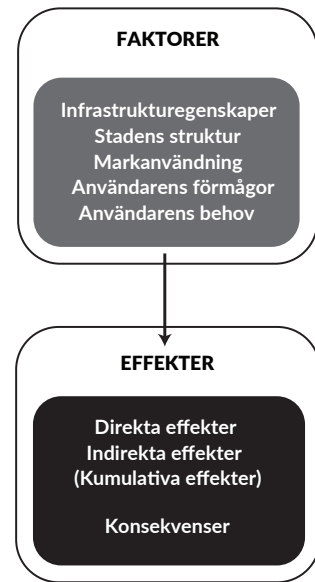 FAKTORER
Infrastrukturegenskaper
Stadens struktur
Markanvändning
Användarens förmågor
Användarens behov
EFFEKTER
Direkta effekter
Indirekta effekter
(Kumulativa effekter)
Konsekvenser